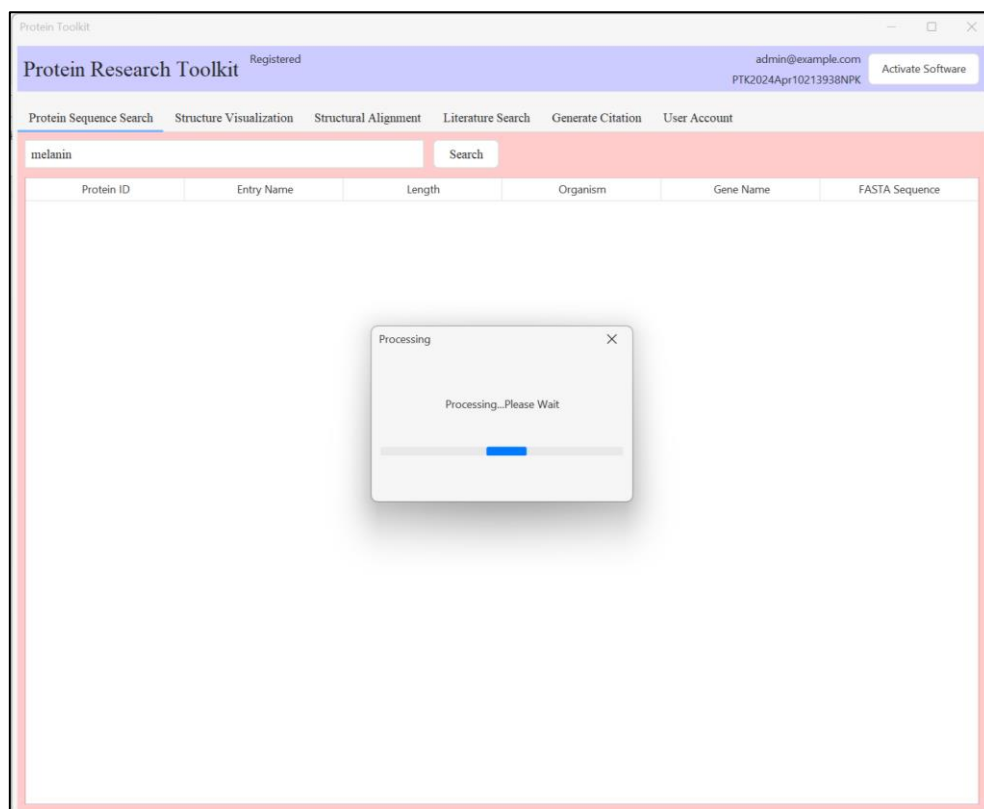 Protein Toolkit
Protein Research Toolkit
Registered
admin@example.com
PTK2024Apr10213938NPK
Activate Software
Protein Sequence Search Structure Visualization Structural Alignment Literature Search Generate Citation User Account
melanin Search
Protein ID Entry Name Length Organism Gene Name FASTA Sequence
Processing
Processing...Please Wait